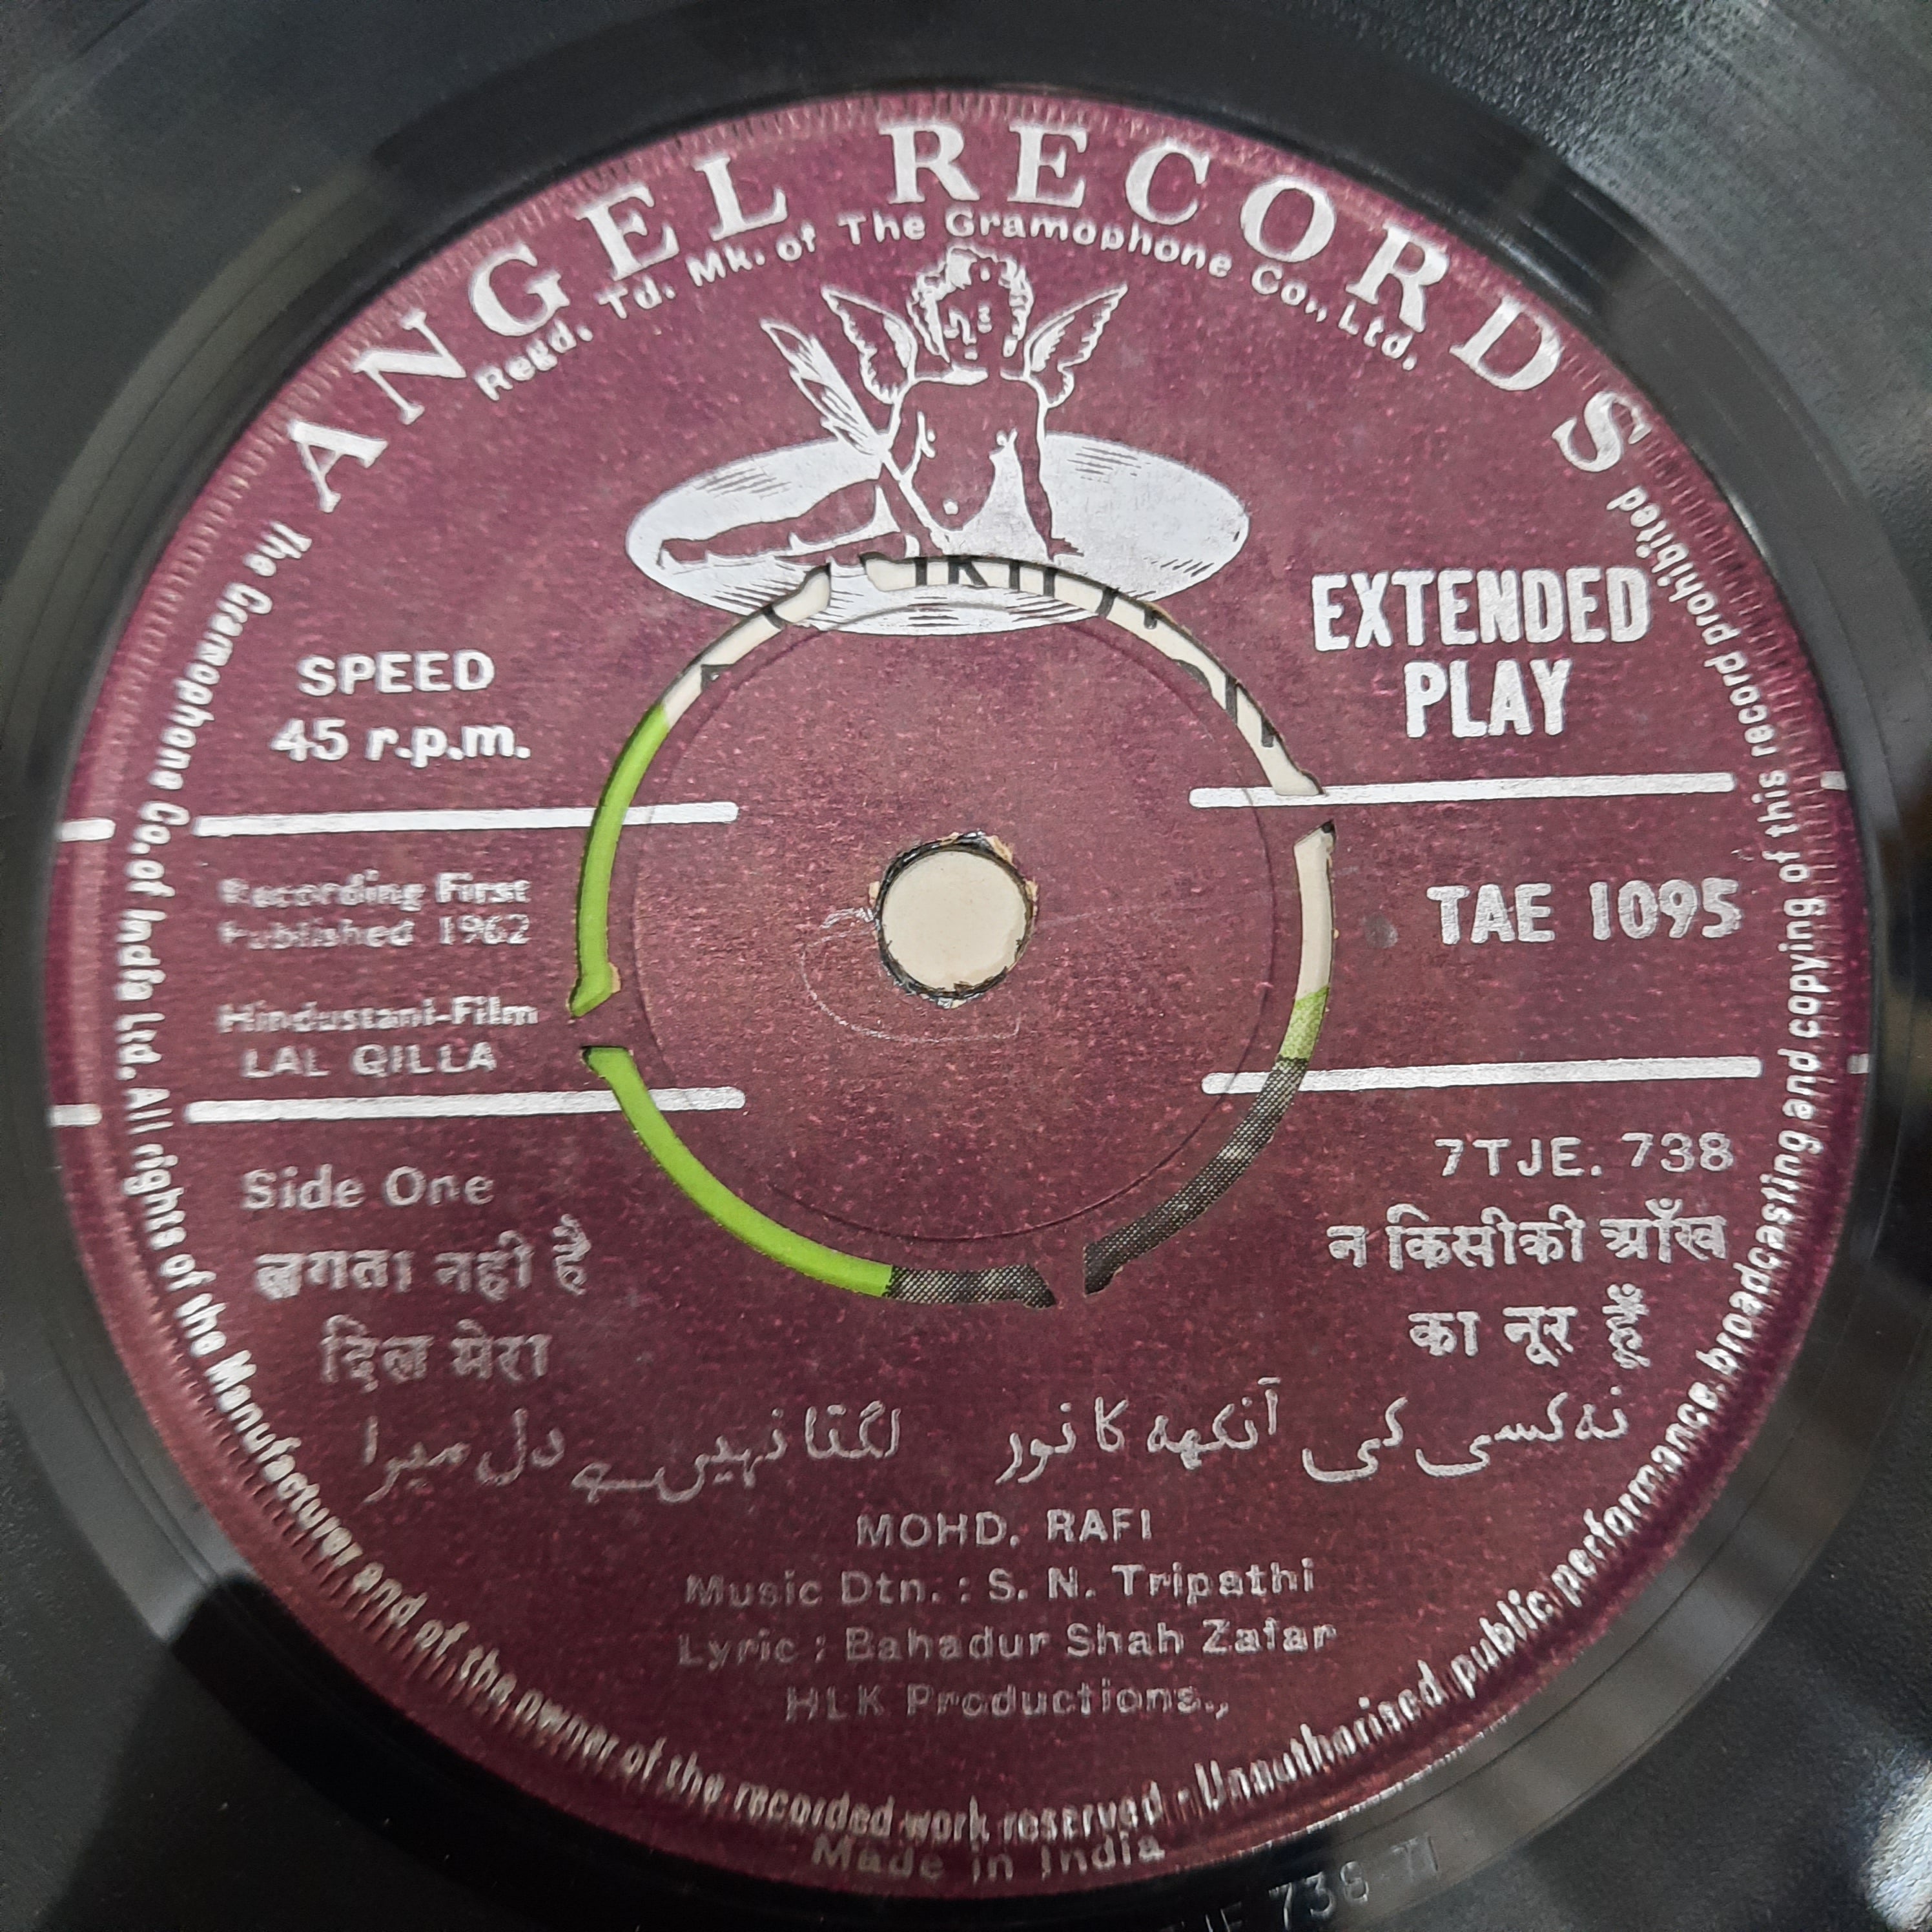 ANGEL RECORDS
Regd. Td. Mk. of The Gramophone Co., Ltd.
SPEED
45 r.p.m.
EXTENDED
PLAY
Recording First
Published 1962
Hindustani-Film
LAL QILLA
TAE 1095
Side One
7TJE. 738
लगता नही है
दिल मेरा
न किसीकी आँख
का नूर हूँ
نہ کسی کی آنکھ کا نور
لگتا نہیں ہے دل میرا
MOHD. RAFI
Music Dtn. : S. N. Tripathi
Lyric : Bahadur Shah Zafar
HLK Productions.,
The Gramophone Co. of India Ltd. All rights of the Manufacturer and of the owner of the recorded work reserved · Unauthorised public performance, broadcasting and copying of this record prohibited
Made in India
738